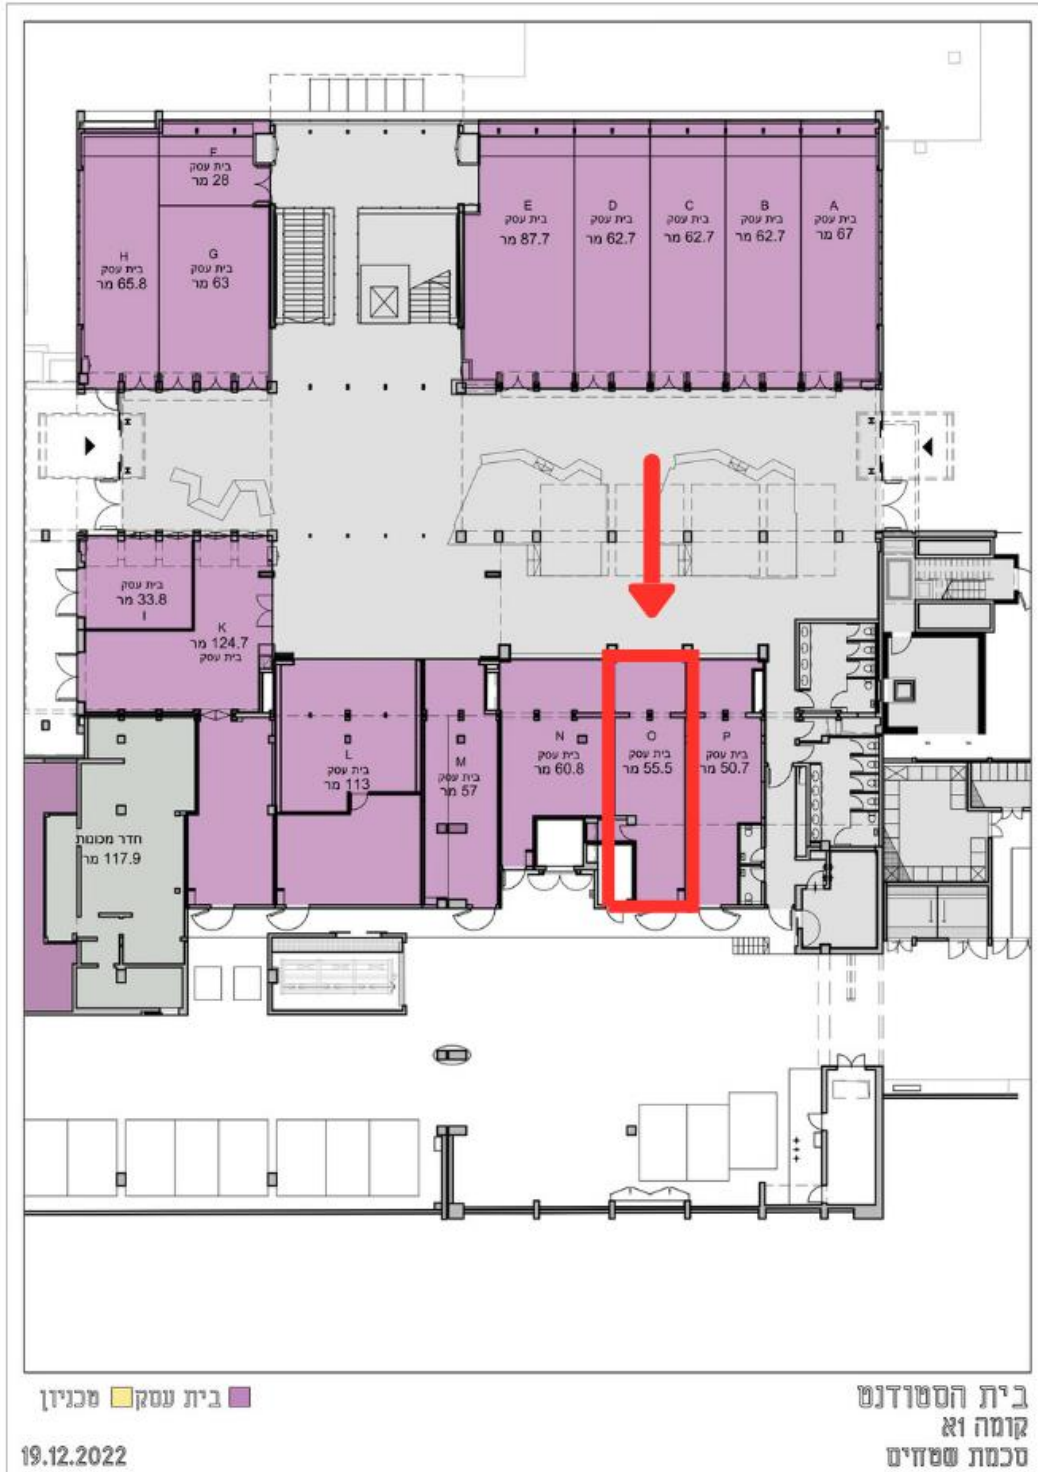 F
בית עסק
28 מר
E
בית עסק
87.7 מר
D
בית עסק
62.7 מר
C
בית עסק
62.7 מר
B
בית עסק
62.7 מר
A
בית עסק
67 מר
H
בית עסק
65.8 מר
G
בית עסק
63 מר
בית עסק
33.8 מר
I
K
124.7 מר
בית עסק
L
בית עסק
113 מר
M
בית עסק
57 מר
N
בית עסק
60.8 מר
O
בית עסק
55.5 מר
P
בית עסק
50.7 מר
חדר מכונות
117.9 מר
בית עסק
טכניון
19.12.2022
בית הסטודנט
קומה 1א
סכמת שטחים